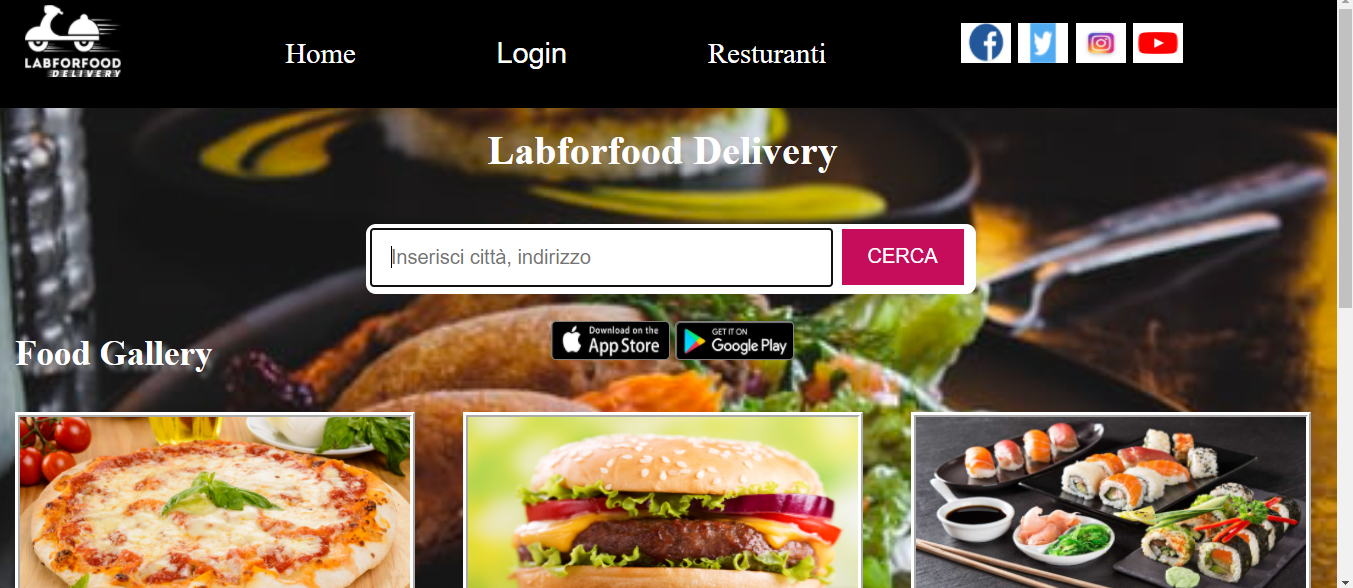 LABFORFOOD
DELIVERY
Home
Login
Resturanti
Labforfood Delivery
Inserisci città, indirizzo
CERCA
Download on the
App Store
GET IT ON
Google Play
Food Gallery